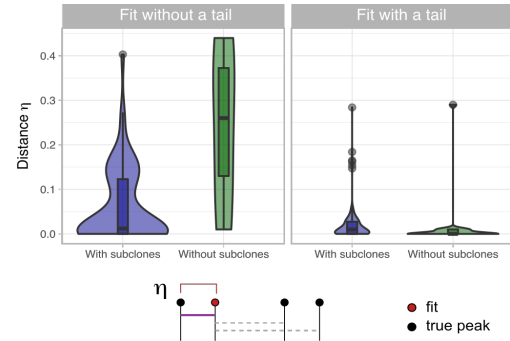 Fit without a tail
Fit with a tail
Distance η
0.4
0.3
0.2
0.1
0.0
With subclones
Without subclones
With subclones
Without subclones
η
fit
true peak